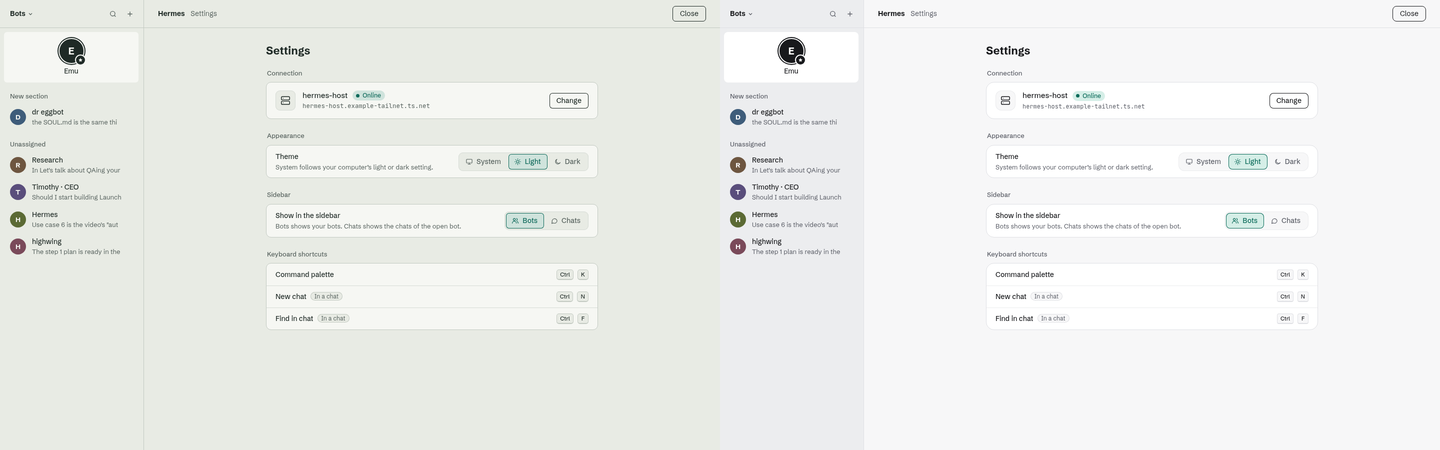 Bots
Hermes Settings
Close
E
Emu
New section
D
dr eggbot
the SOUL.md is the same thi
Unassigned
R
Research
In Let's talk about QAing your
T
Timothy · CEO
Should I start building Launch
H
Hermes
Use case 6 is the video's "aut
H
highwing
The step 1 plan is ready in the
Settings
Connection
hermes-host Online
hermes-host.example-tailnet.ts.net
Change
Appearance
Theme
System follows your computer's light or dark setting.
System Light Dark
Sidebar
Show in the sidebar
Bots shows your bots. Chats shows the chats of the open bot.
Bots Chats
Keyboard shortcuts
Command palette Ctrl K
New chat In a chat Ctrl N
Find in chat In a chat Ctrl F
Bots
Hermes Settings
Close
E
Emu
New section
D
dr eggbot
the SOUL.md is the same thi
Unassigned
R
Research
In Let's talk about QAing your
T
Timothy · CEO
Should I start building Launch
H
Hermes
Use case 6 is the video's "aut
H
highwing
The step 1 plan is ready in the
Settings
Connection
hermes-host Online
hermes-host.example-tailnet.ts.net
Change
Appearance
Theme
System follows your computer's light or dark setting.
System Light Dark
Sidebar
Show in the sidebar
Bots shows your bots. Chats shows the chats of the open bot.
Bots Chats
Keyboard shortcuts
Command palette Ctrl K
New chat In a chat Ctrl N
Find in chat In a chat Ctrl F